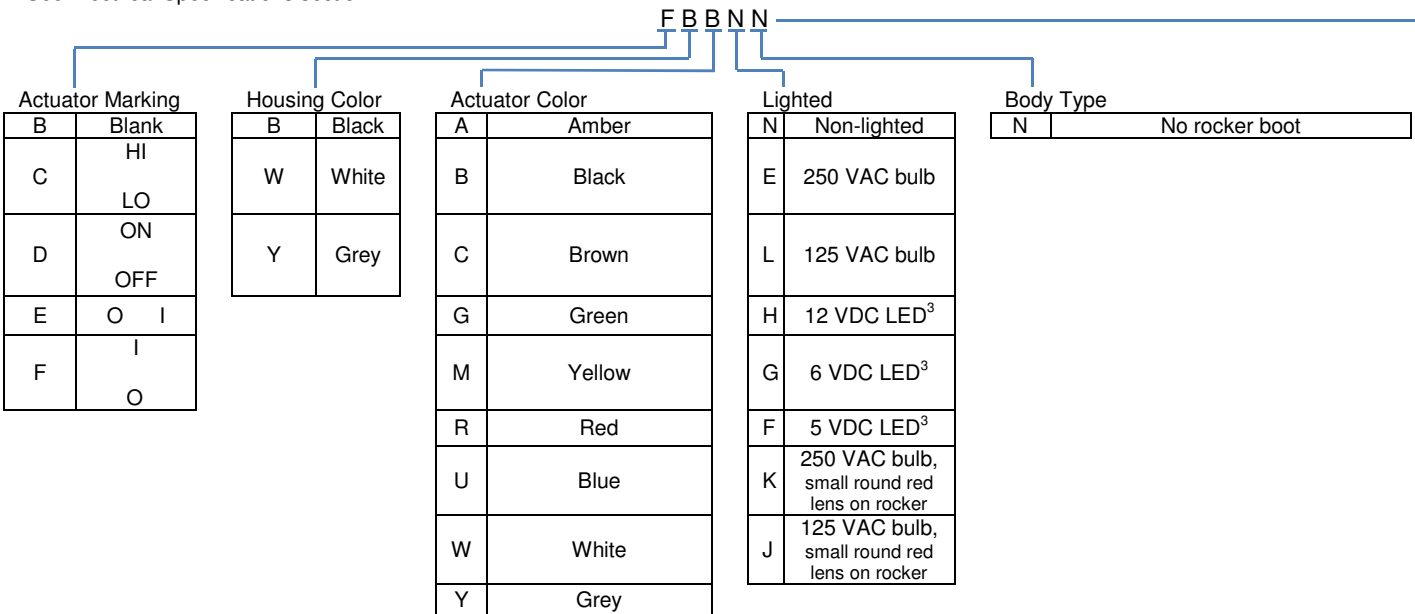 F B B N N
Actuator Marking
B Blank
C HI
LO
D ON
OFF
E O I
F I
O
Housing Color
B Black
W White
Y Grey
Actuator Color
A Amber
B Black
C Brown
G Green
M Yellow
R Red
U Blue
W White
Y Grey
Lighted
N Non-lighted
E 250 VAC bulb
L 125 VAC bulb
H 12 VDC LED³
G 6 VDC LED³
F 5 VDC LED³
K 250 VAC bulb,
small round red
lens on rocker
J 125 VAC bulb,
small round red
lens on rocker
Body Type
N No rocker boot